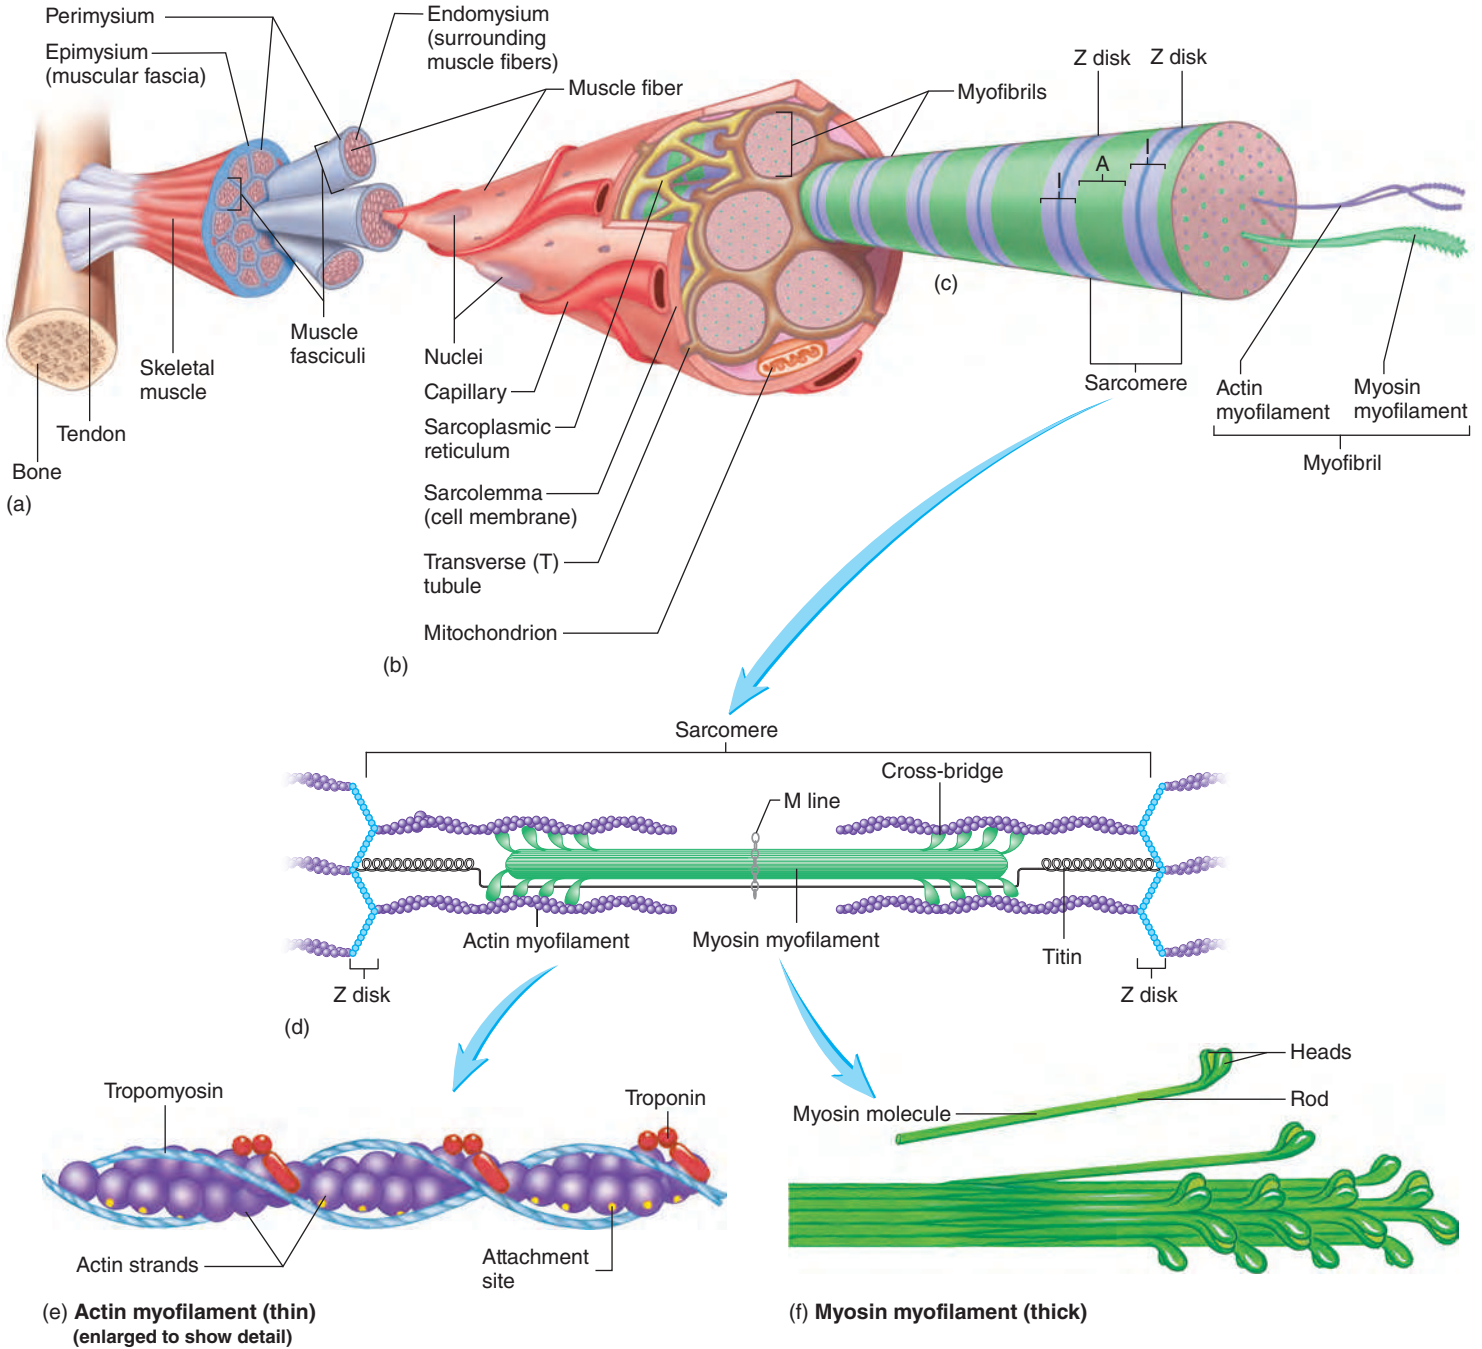 Perimysium
Epimysium
(muscular fascia)
Endomysium
(surrounding
muscle fibers)
Muscle fiber
Myofibrils
Z disk
Z disk
I
A
I
(c)
Sarcomere
Actin
myofilament
Myosin
myofilament
Myofibril
Muscle
fasciculi
Skeletal
muscle
Tendon
Bone
(a)
Nuclei
Capillary
Sarcoplasmic
reticulum
Sarcolemma
(cell membrane)
Transverse (T)
tubule
Mitochondrion
(b)
Sarcomere
Cross-bridge
M line
Actin myofilament
Myosin myofilament
Titin
Z disk
Z disk
(d)
Tropomyosin
Troponin
Actin strands
Attachment
site
(e) Actin myofilament (thin)
(enlarged to show detail)
Heads
Rod
Myosin molecule
(f) Myosin myofilament (thick)